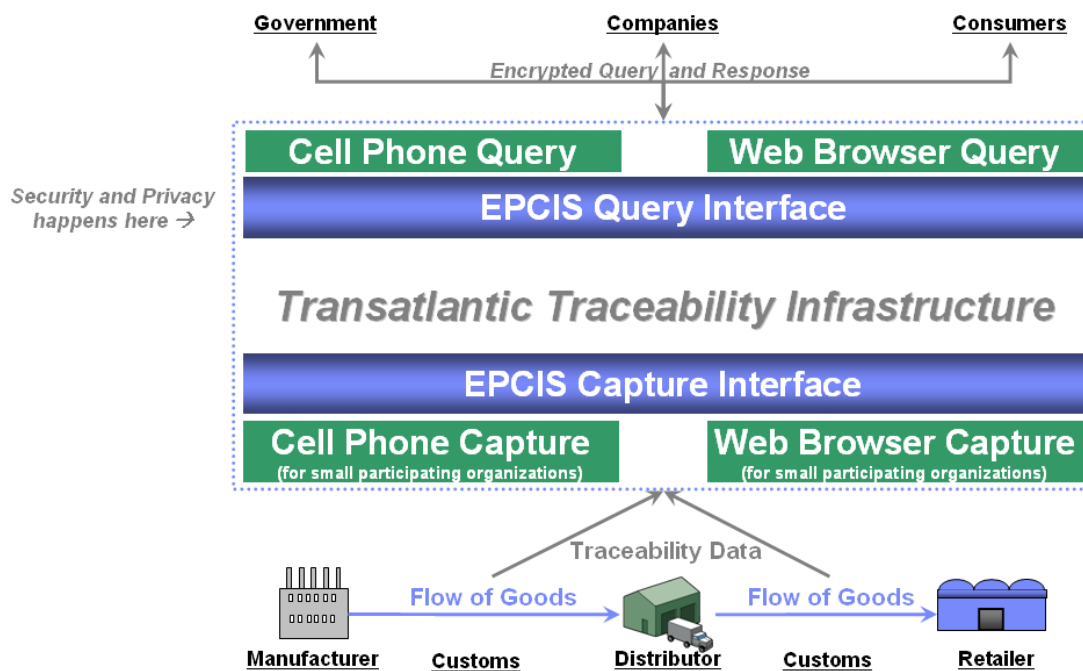 Government Companies Consumers
Encrypted Query and Response
Cell Phone Query Web Browser Query
Security and Privacy
happens here →
EPCIS Query Interface
Transatlantic Traceability Infrastructure
EPCIS Capture Interface
Cell Phone Capture Web Browser Capture
(for small participating organizations) (for small participating organizations)
Traceability Data
Flow of Goods Flow of Goods
Manufacturer Customs Distributor Customs Retailer